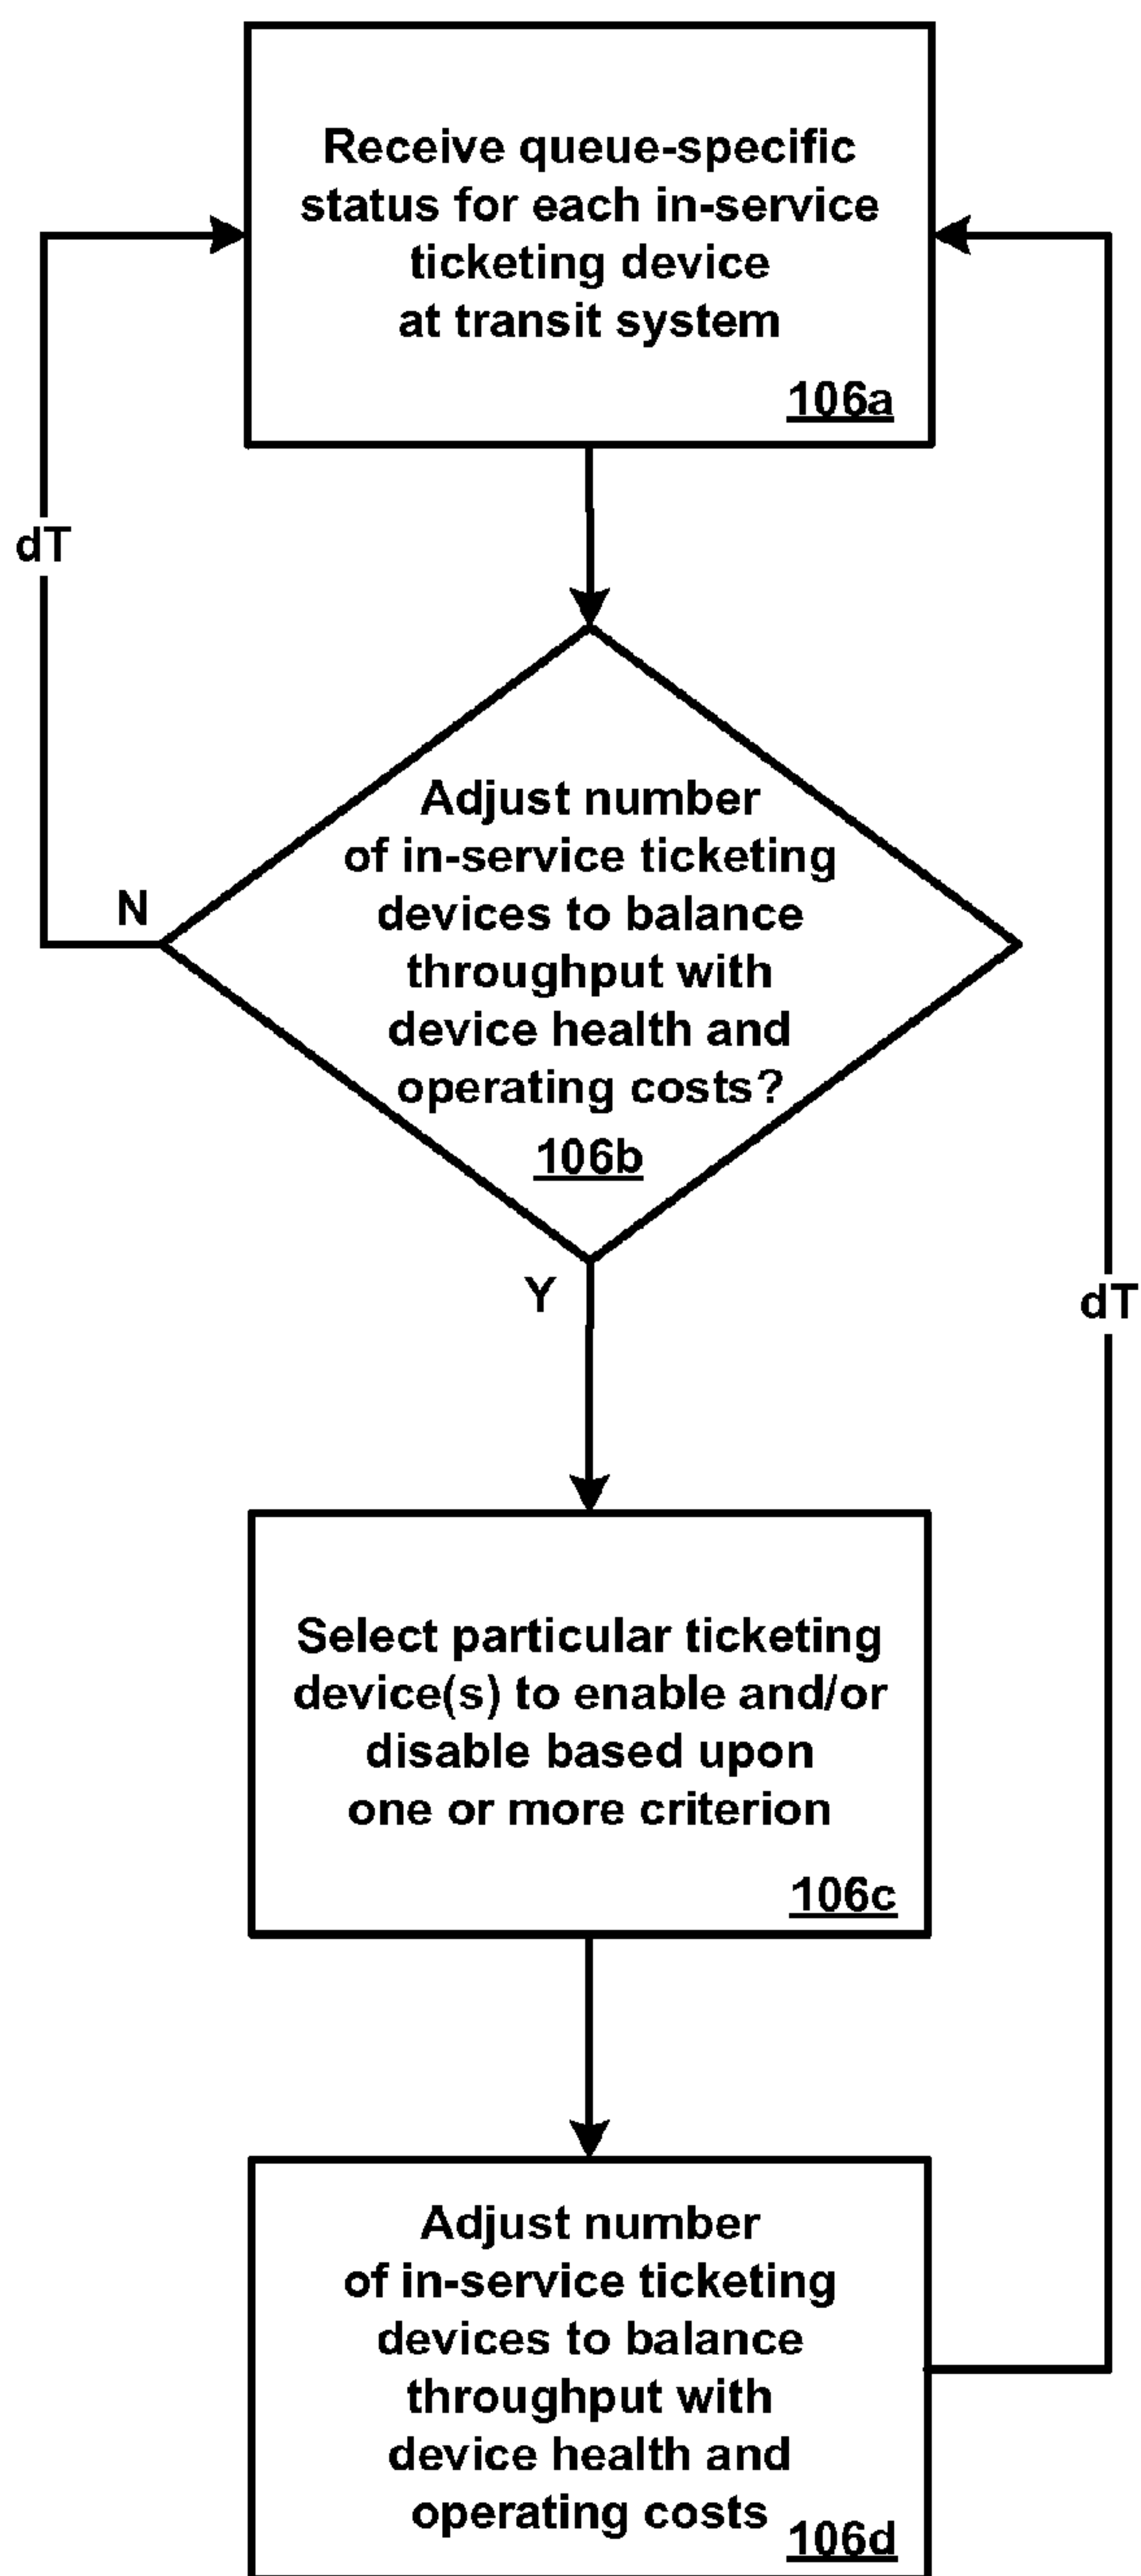 Receive queue-specific
status for each in-service
ticketing device
at transit system
106a
dT
Adjust number
of in-service ticketing
devices to balance
throughput with
device health and
operating costs?
106b
N
Y
dT
Select particular ticketing
device(s) to enable and/or
disable based upon
one or more criterion
106c
Adjust number
of in-service ticketing
devices to balance
throughput with
device health and
operating costs
106d